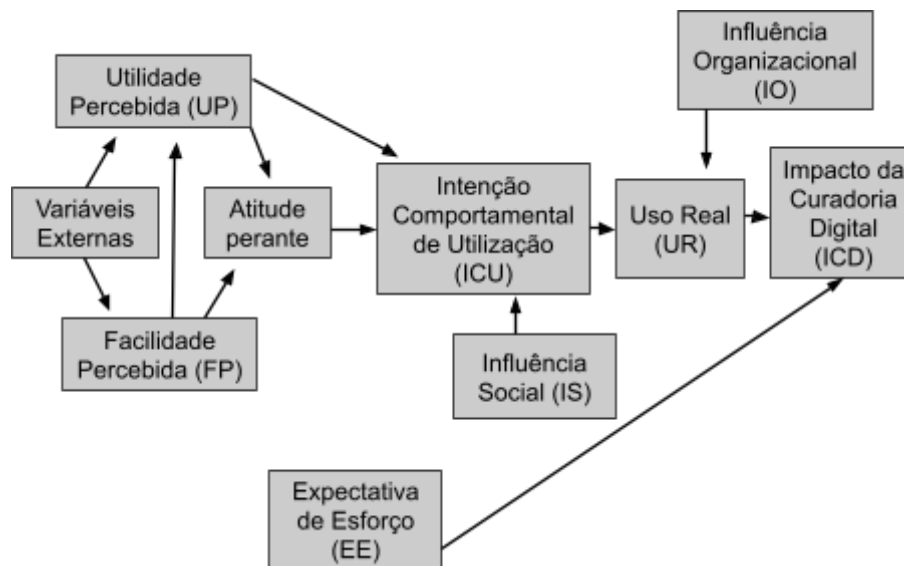 Influência
Organizacional
(IO)
Utilidade
Percebida (UP)
Variáveis
Externas
Atitude
perante
Intenção
Comportamental
de Utilização
(ICU)
Uso Real
(UR)
Impacto da
Curadoria
Digital
(ICD)
Facilidade
Percebida (FP)
Influência
Social (IS)
Expectativa
de Esforço
(EE)